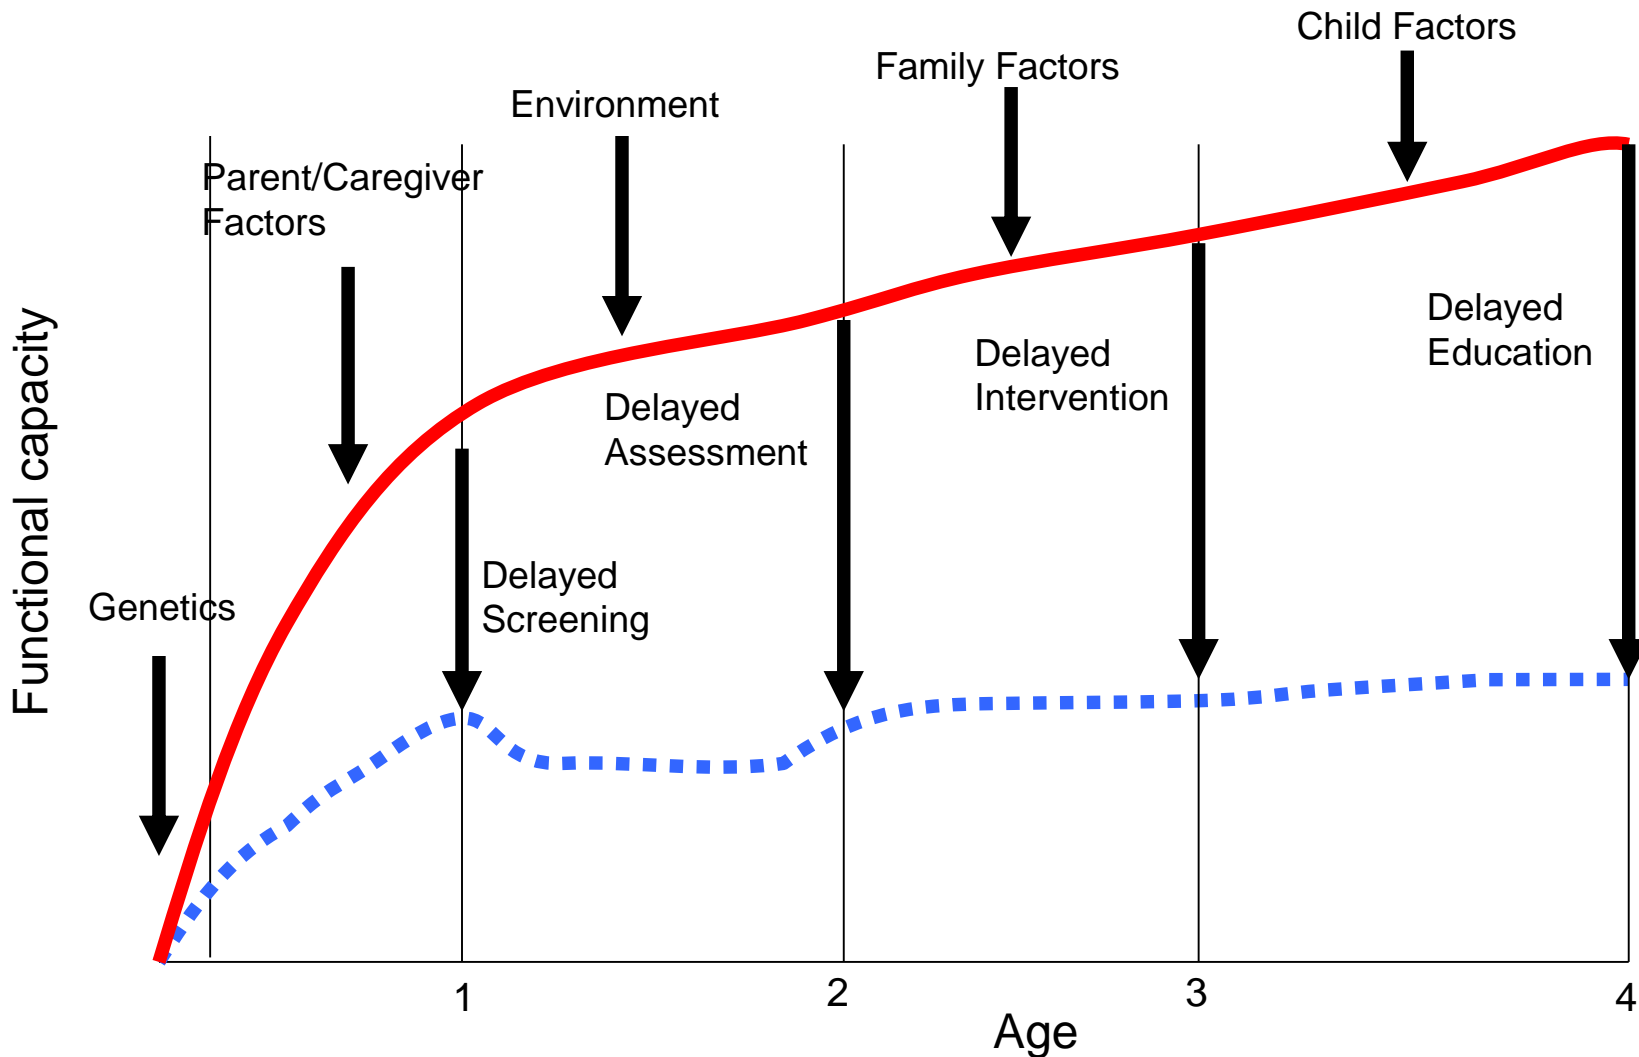 Child Factors
Family Factors
Environment
Parent/Caregiver
Factors
Delayed
Education
Delayed
Intervention
Delayed
Assessment
Delayed
Screening
Genetics
Functional capacity
1
2
3
4
Age